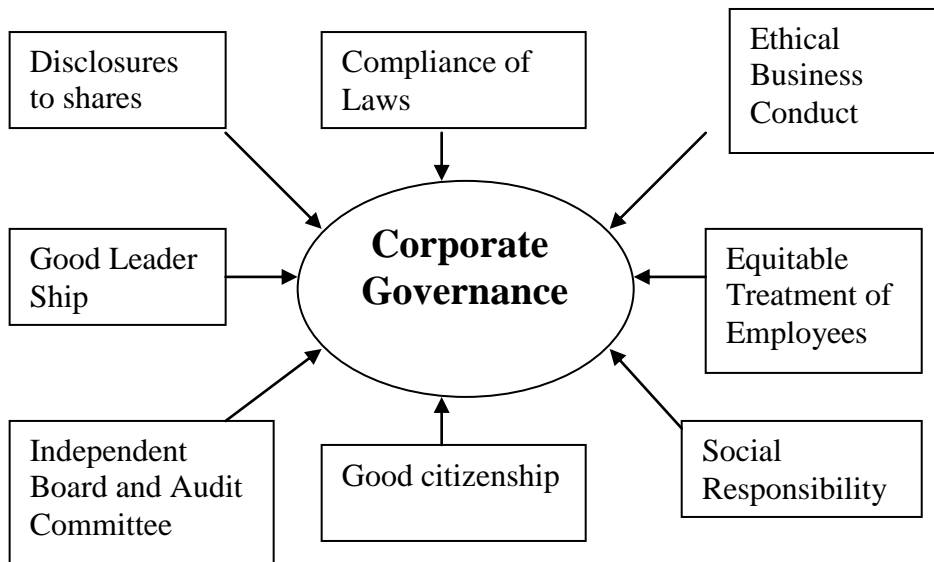 Disclosures
to shares
Compliance of
Laws
Ethical
Business
Conduct
Good Leader
Ship
Corporate
Governance
Equitable
Treatment of
Employees
Independent
Board and Audit
Committee
Good citizenship
Social
Responsibility